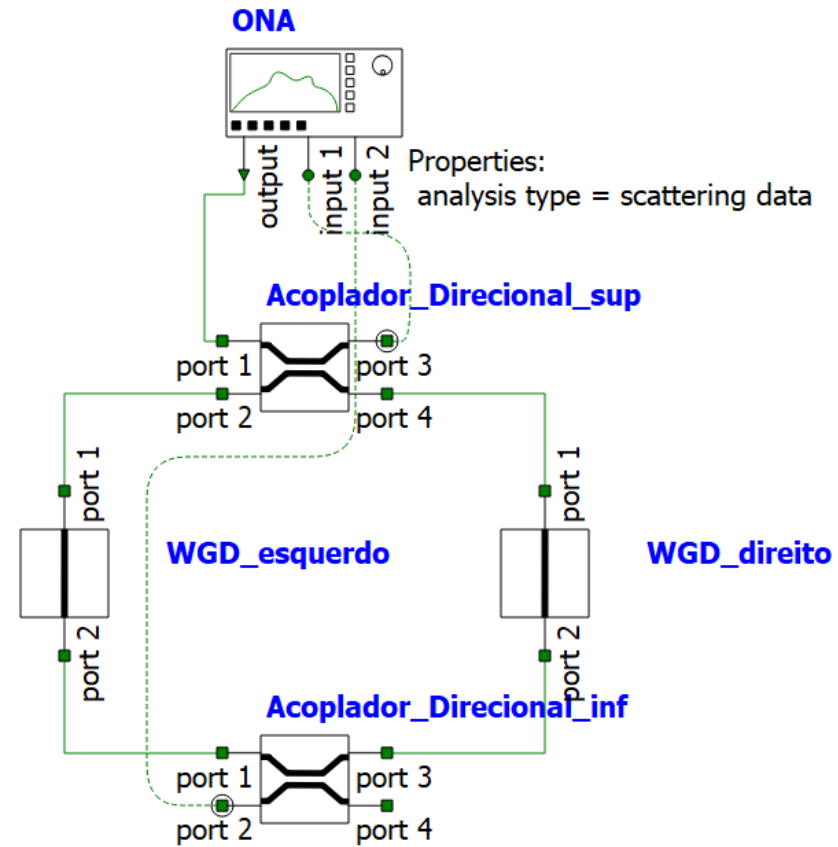 ONA
output
input 1
input 2
Properties:
analysis type = scattering data
Acoplador_Direcional_sup
port 1
port 3
port 2
port 4
port 1
port 1
WGD_esquerdo
WGD_direito
port 2
port 2
Acoplador_Direcional_inf
port 1
port 3
port 2
port 4